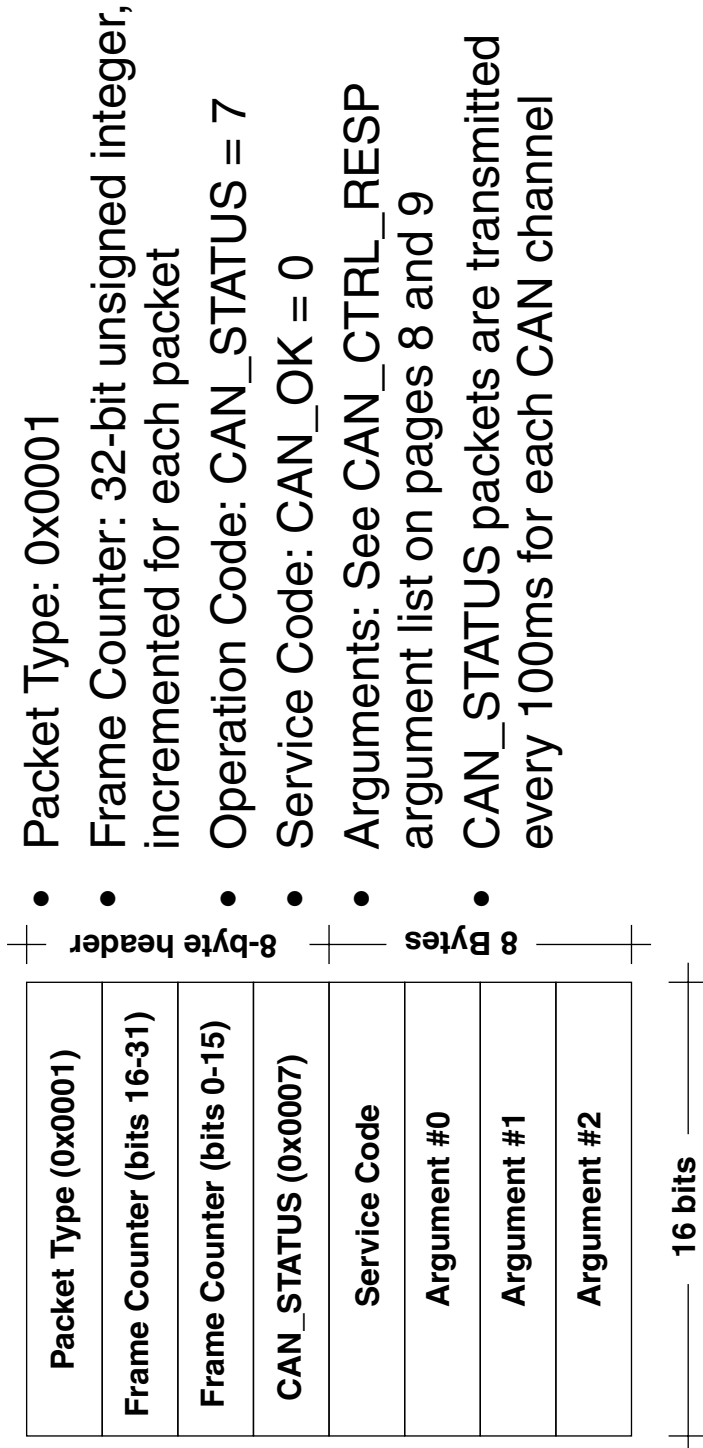 Packet Type (0x0001)
Frame Counter (bits 16-31)
Frame Counter (bits 0-15)
CAN_STATUS (0x0007)
Service Code
Argument #0
Argument #1
Argument #2
16 bits
8-byte header
8 Bytes
• Packet Type: 0x0001
• Frame Counter: 32-bit unsigned integer,
incremented for each packet
• Operation Code: CAN_STATUS = 7
• Service Code: CAN_OK = 0
• Arguments: See CAN_CTRL_RESP
argument list on pages 8 and 9
• CAN_STATUS packets are transmitted
every 100ms for each CAN channel